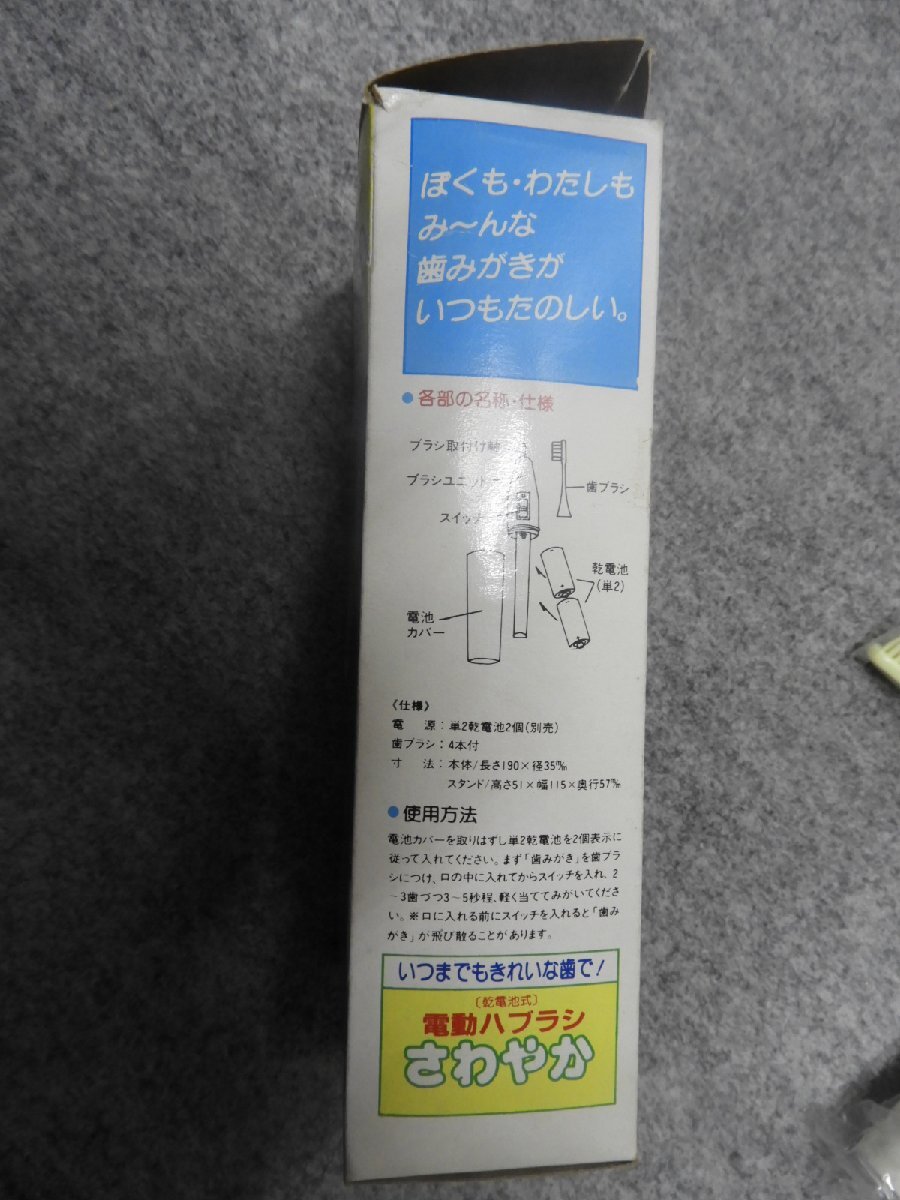 ぼくも・わたしも
み〜んな
歯みがきが
いつもたのしい。
●各部の名称・仕様
ブラシ取付け軸
ブラシユニット
歯ブラシ
スイッチ
乾電池
(単2)
電池
カバー
〈仕様〉
電　源：単2乾電池2個(別売)
歯ブラシ：4本付
寸　法：本体/長さ190×径35㎜
スタンド/高さ51×幅115×奥行57㎜
●使用方法
電池カバーを取りはずし単2乾電池を2個表示に
従って入れてください。まず「歯みがき」を歯ブラ
シにつけ、口の中に入れてからスイッチを入れ、2
〜3歯づつ3〜5秒程、軽く当ててみがいてくださ
い。※口に入れる前にスイッチを入れると「歯み
がき」が飛び散ることがあります。
いつまでもきれいな歯で!
〔乾電池式〕
電動ハブラシ
さわやか